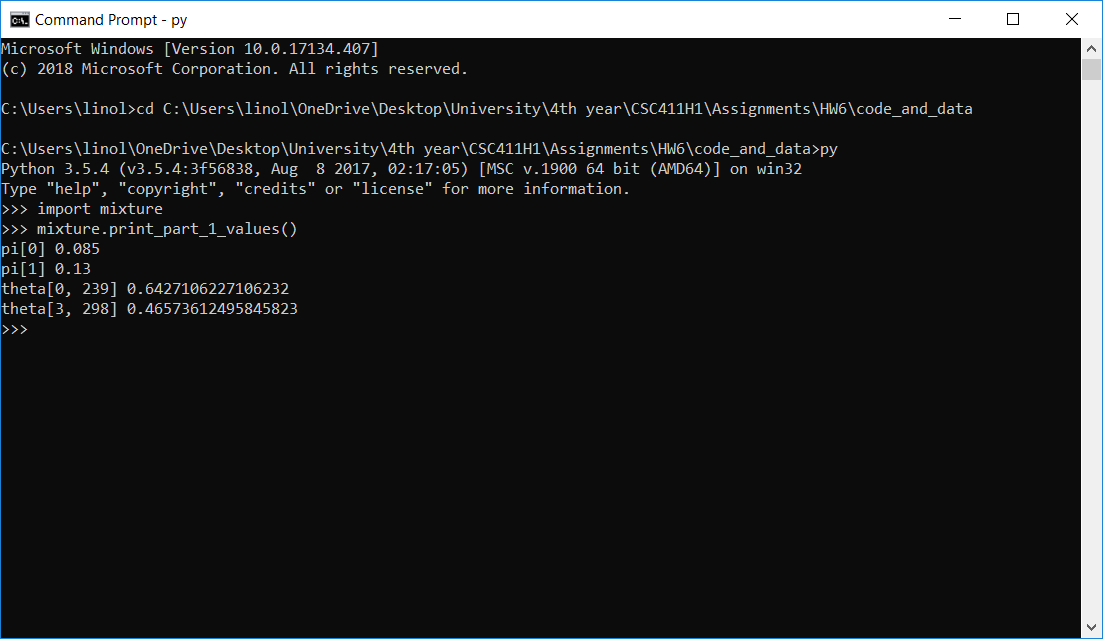 Command Prompt - py
Microsoft Windows [Version 10.0.17134.407]
(c) 2018 Microsoft Corporation. All rights reserved.
C:\Users\linol>cd C:\Users\linol\OneDrive\Desktop\University\4th year\CSC411H1\Assignments\HW6\code_and_data
C:\Users\linol\OneDrive\Desktop\University\4th year\CSC411H1\Assignments\HW6\code_and_data>py
Python 3.5.4 (v3.5.4:3f56838, Aug  8 2017, 02:17:05) [MSC v.1900 64 bit (AMD64)] on win32
Type "help", "copyright", "credits" or "license" for more information.
>>> import mixture
>>> mixture.print_part_1_values()
pi[0] 0.085
pi[1] 0.13
theta[0, 239] 0.6427106227106232
theta[3, 298] 0.46573612495845823
>>>